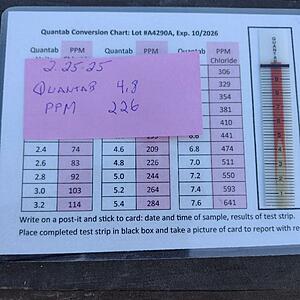 Quantab Conversion Chart: Lot #A4290A, Exp. 10/2026
Quantab PPM Quantab PPM Quantab PPM
Chloride
306
329
354
381
410
6.6 441
2.4 74 4.6 209 6.8 474
2.6 83 4.8 226 7.0 511
2.8 92 5.0 244 7.2 550
3.0 103 5.2 264 7.4 593
3.2 114 5.4 284 7.6 641
2-25-25
QUANTAB 4.8
PPM 226
QUANTAB
Write on a post-it and stick to card: date and time of sample, results of test strip.
Place completed test strip in black box and take a picture of card to report with re